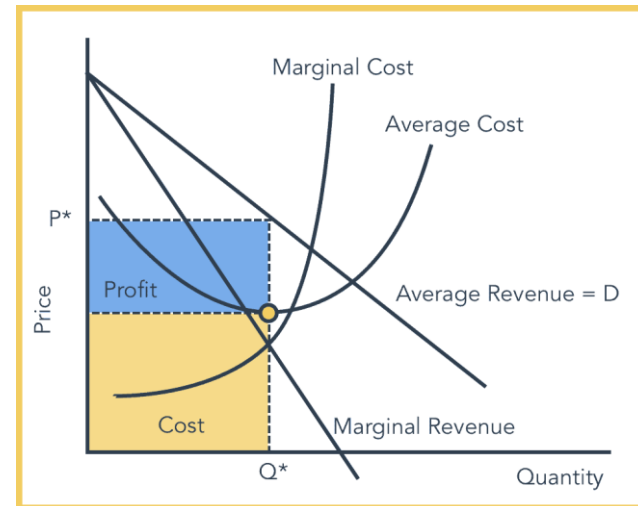 Marginal Cost
Average Cost
P*
Profit
Average Revenue = D
Price
Cost
Marginal Revenue
Q*
Quantity